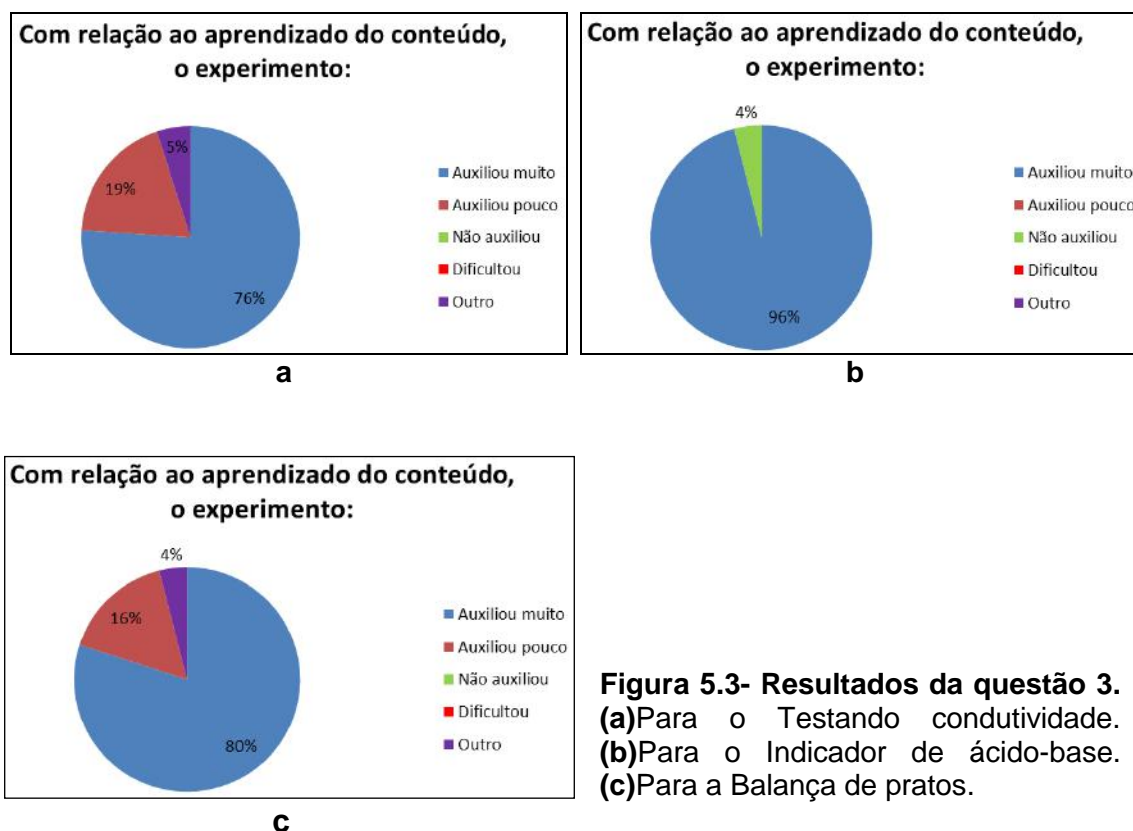 Com relação ao aprendizado do conteúdo,
o experimento:
5%
19%
76%
Auxiliou muito
Auxiliou pouco
Não auxiliou
Dificultou
Outro
a
Com relação ao aprendizado do conteúdo,
o experimento:
4%
96%
Auxiliou muito
Auxiliou pouco
Não auxiliou
Dificultou
Outro
b
Com relação ao aprendizado do conteúdo,
o experimento:
4%
16%
80%
Auxiliou muito
Auxiliou pouco
Não auxiliou
Dificultou
Outro
c
Figura 5.3- Resultados da questão 3.
(a)Para o Testando condutividade.
(b)Para o Indicador de ácido-base.
(c)Para a Balança de pratos.